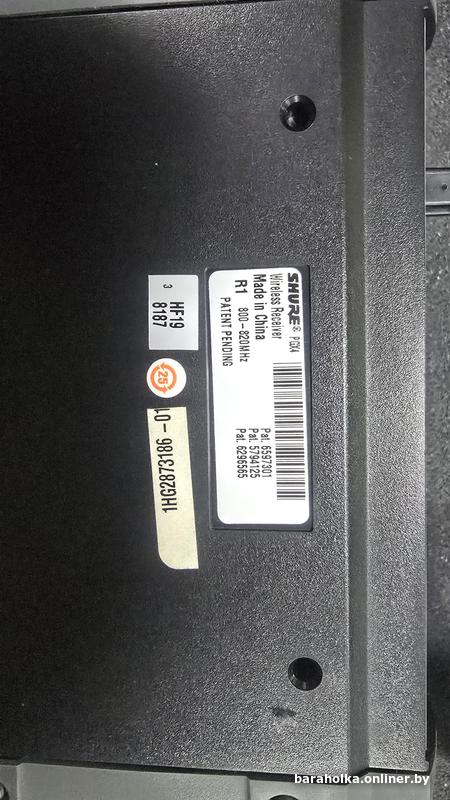 SHURE® PGX4
Wireless Receiver
Made in China
R1 800-820MHz
PATENT PENDING
Pat. 6597301
Pat. 5794125
Pat. 6296565
3 HF19
8187
25
1HG2873186 -01
baraholka.onliner.by